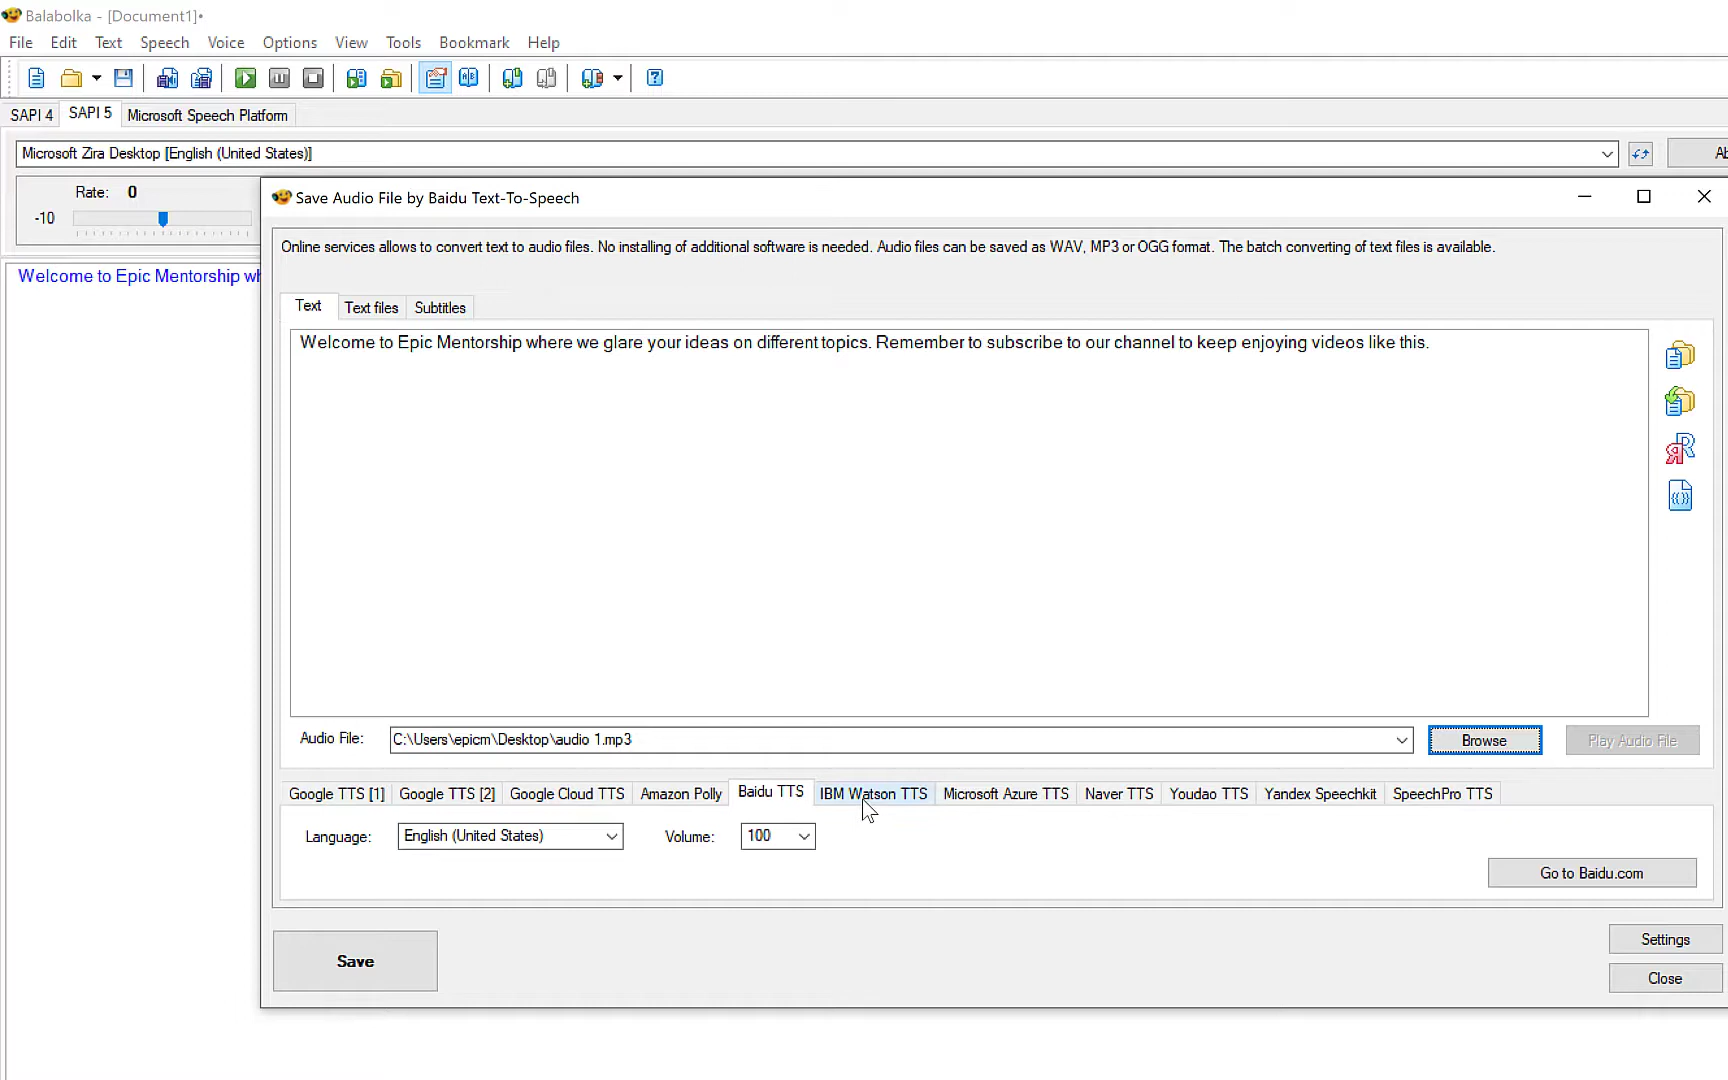 Balabolka - [Document1]•
File Edit Text Speech Voice Options View Tools Bookmark Help
SAPI 4 SAPI 5 Microsoft Speech Platform
Microsoft Zira Desktop [English (United States)]
Rate: 0
-10
Save Audio File by Baidu Text-To-Speech
Online services allows to convert text to audio files. No installing of additional software is needed. Audio files can be saved as WAV, MP3 or OGG format. The batch converting of text files is available.
Welcome to Epic Mentorship
Text Text files Subtitles
Welcome to Epic Mentorship where we glare your ideas on different topics. Remember to subscribe to our channel to keep enjoying videos like this.
Audio File: C:\Users\epicm\Desktop\audio 1.mp3 Browse Play Audio File
Google TTS [1] Google TTS [2] Google Cloud TTS Amazon Polly Baidu TTS IBM Watson TTS Microsoft Azure TTS Naver TTS Youdao TTS Yandex Speechkit SpeechPro TTS
Language: English (United States) Volume: 100
Go to Baidu.com
Settings
Save
Close